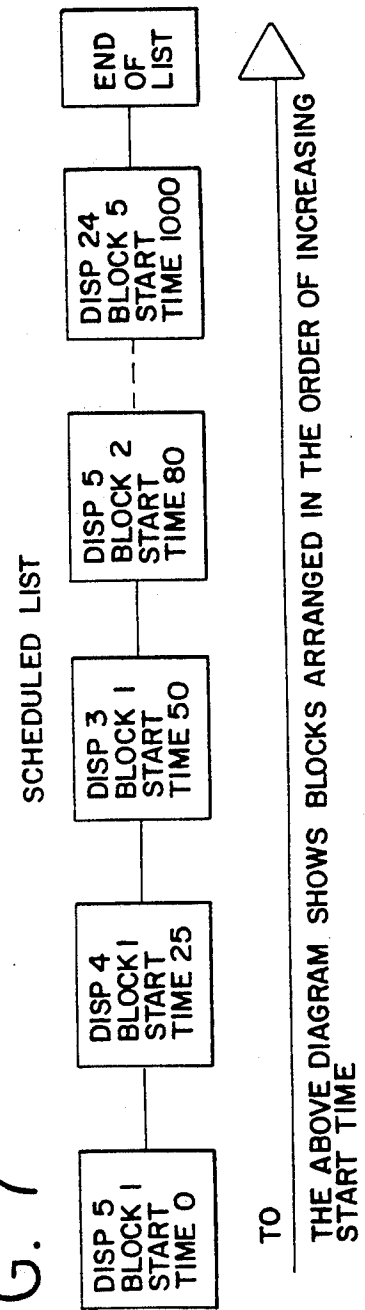 G. 7
SCHEDULED LIST
DISP 5
BLOCK 1
START
TIME 0
DISP 4
BLOCK 1
START
TIME 25
DISP 3
BLOCK 1
START
TIME 50
DISP 5
BLOCK 2
START
TIME 80
DISP 24
BLOCK 5
START
TIME 1000
END
OF
LIST
TO
THE ABOVE DIAGRAM SHOWS BLOCKS ARRANGED IN THE ORDER OF INCREASING
START TIME